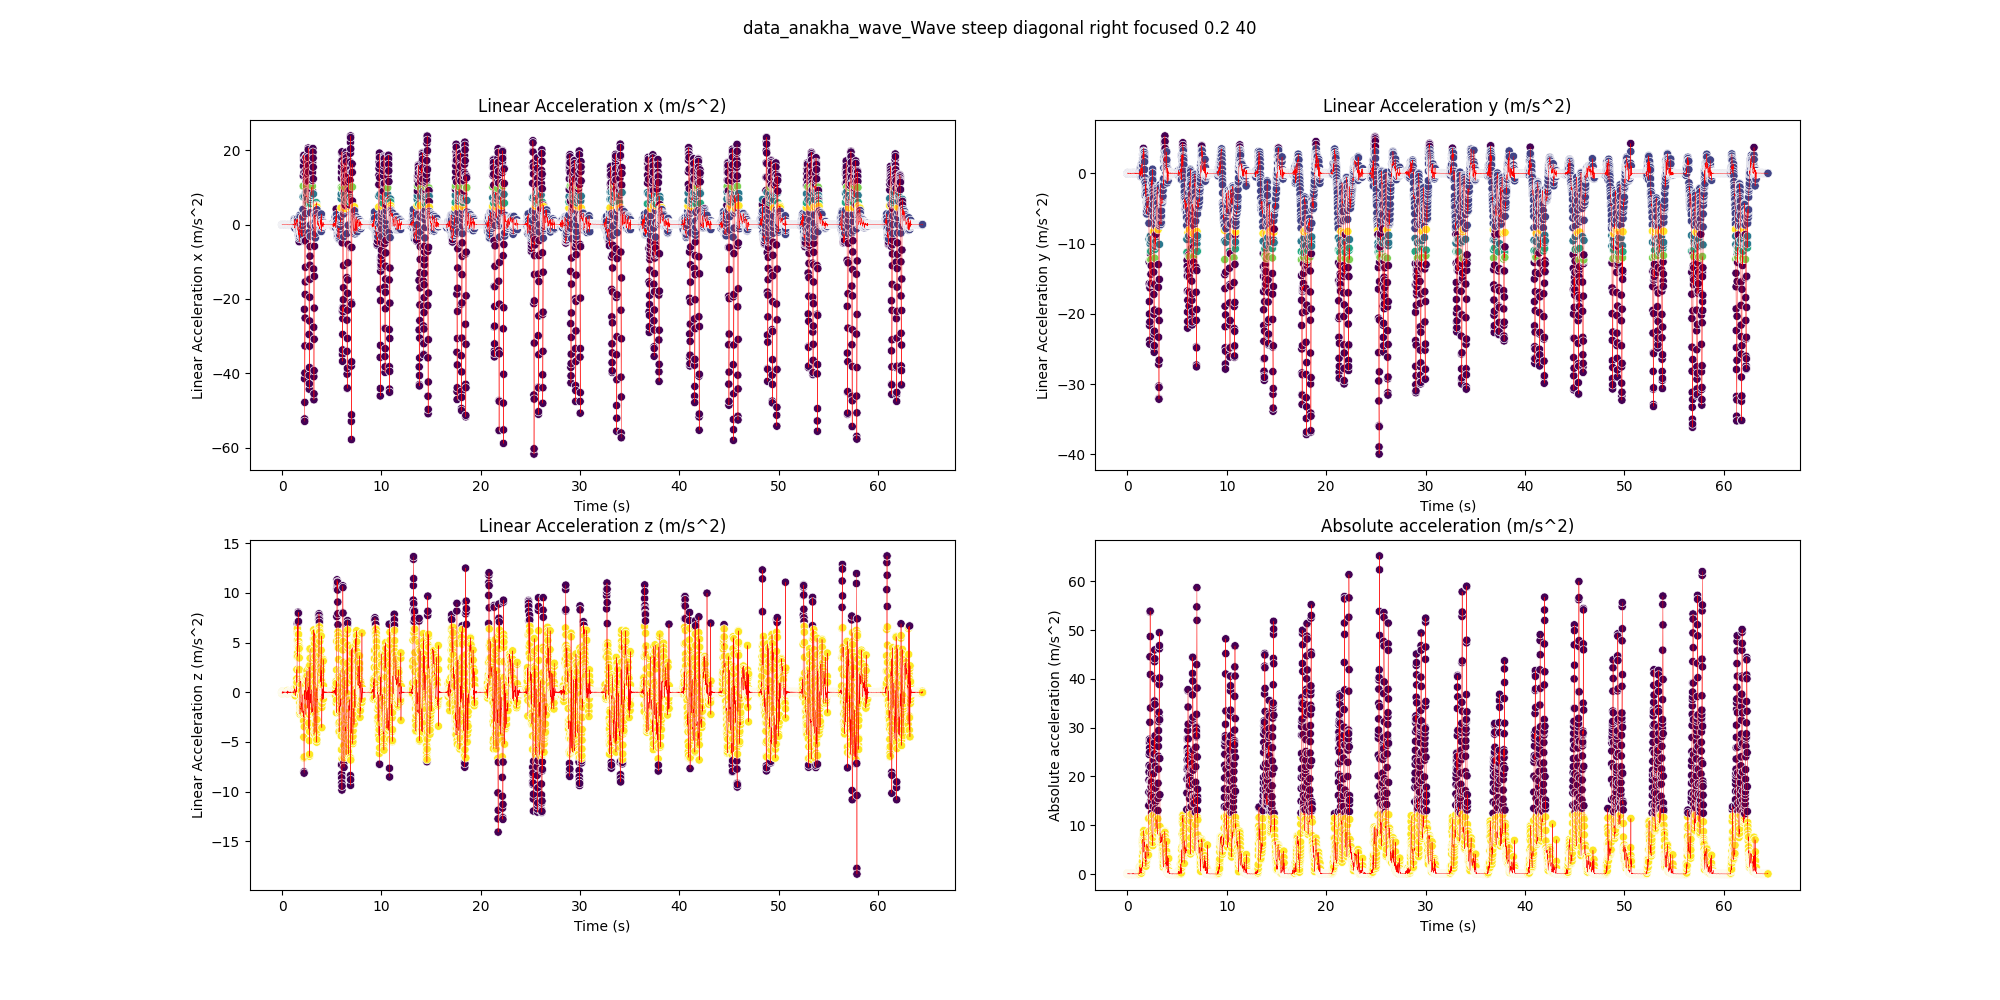 data_anakha_wave_Wave steep diagonal right focused 0.2 40
Linear Acceleration x (m/s^2)
Linear Acceleration x (m/s^2)
20
0
−20
−40
−60
0 10 20 30 40 50 60
Time (s)
Linear Acceleration y (m/s^2)
Linear Acceleration y (m/s^2)
0
−10
−20
−30
−40
0 10 20 30 40 50 60
Time (s)
Linear Acceleration z (m/s^2)
Linear Acceleration z (m/s^2)
15
10
5
0
−5
−10
−15
0 10 20 30 40 50 60
Time (s)
Absolute acceleration (m/s^2)
Absolute acceleration (m/s^2)
60
50
40
30
20
10
0
0 10 20 30 40 50 60
Time (s)